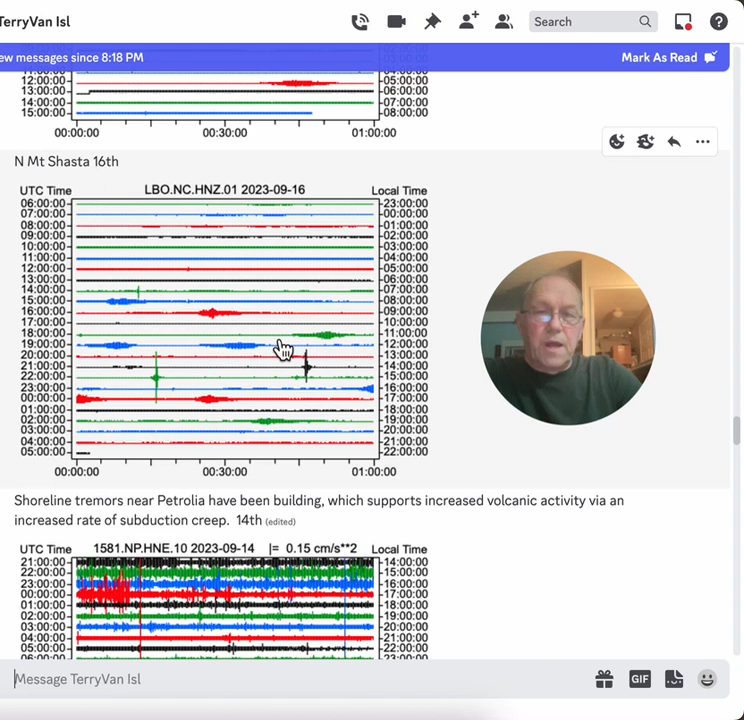 TerryVan Isl
Search
ew messages since 8:18 PM
Mark As Read
12:00:00 05:00:00
13:00:00 06:00:00
14:00:00 07:00:00
15:00:00 08:00:00
00:00:00 00:30:00 01:00:00
N Mt Shasta 16th
UTC Time LBO.NC.HNZ.01 2023-09-16 Local Time
06:00:00 23:00:00
07:00:00 00:00:00
08:00:00 01:00:00
09:00:00 02:00:00
10:00:00 03:00:00
11:00:00 04:00:00
12:00:00 05:00:00
13:00:00 06:00:00
14:00:00 07:00:00
15:00:00 08:00:00
16:00:00 09:00:00
17:00:00 10:00:00
18:00:00 11:00:00
19:00:00 12:00:00
20:00:00 13:00:00
21:00:00 14:00:00
22:00:00 15:00:00
23:00:00 16:00:00
00:00:00 17:00:00
01:00:00 18:00:00
02:00:00 19:00:00
03:00:00 20:00:00
04:00:00 21:00:00
05:00:00 22:00:00
00:00:00 00:30:00 01:00:00
Shoreline tremors near Petrolia have been building, which supports increased volcanic activity via an
increased rate of subduction creep. 14th (edited)
UTC Time 1581.NP.HNE.10 2023-09-14 |= 0.15 cm/s**2 Local Time
21:00:00 14:00:00
22:00:00 15:00:00
23:00:00 16:00:00
00:00:00 17:00:00
01:00:00 18:00:00
02:00:00 19:00:00
03:00:00 20:00:00
04:00:00 21:00:00
05:00:00 22:00:00
Message TerryVan Isl
GIF